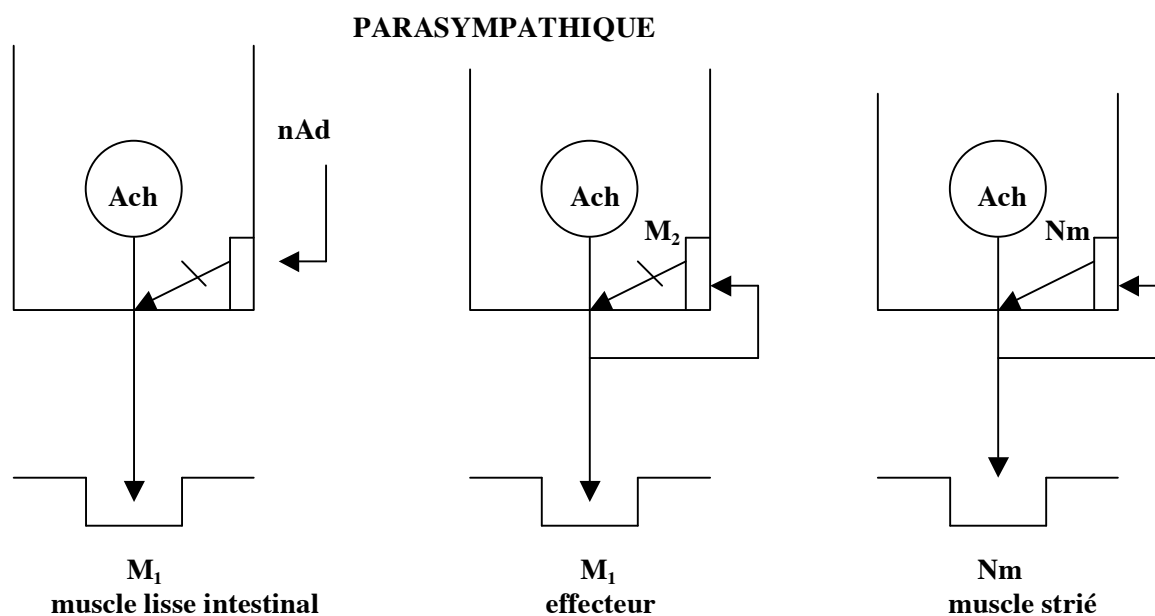 PARASYMPATHIQUE
nAd
Ach
Ach
M₂
Ach
Nm
M₁
muscle lisse intestinal
M₁
effecteur
Nm
muscle strié